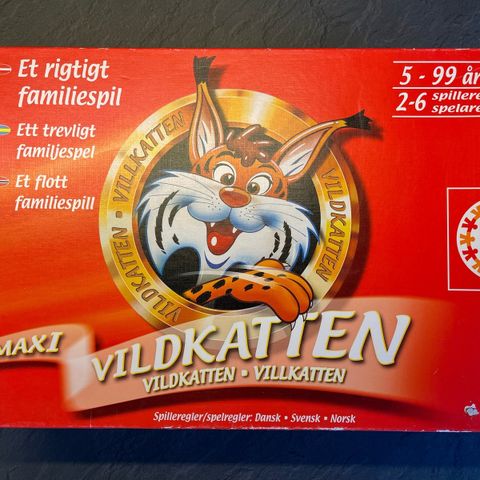 Et rigtigt
familiespil
Ett trevligt
familjespel
Et flott
familiespill
5 - 99 år
2-6 spillere
spelare
VILDKATTEN · VILLKATTEN · VILDKATTEN
MAXI
VILDKATTEN
VILDKATTEN · VILLKATTEN
Spilleregler/spelregler: Dansk · Svensk · Norsk